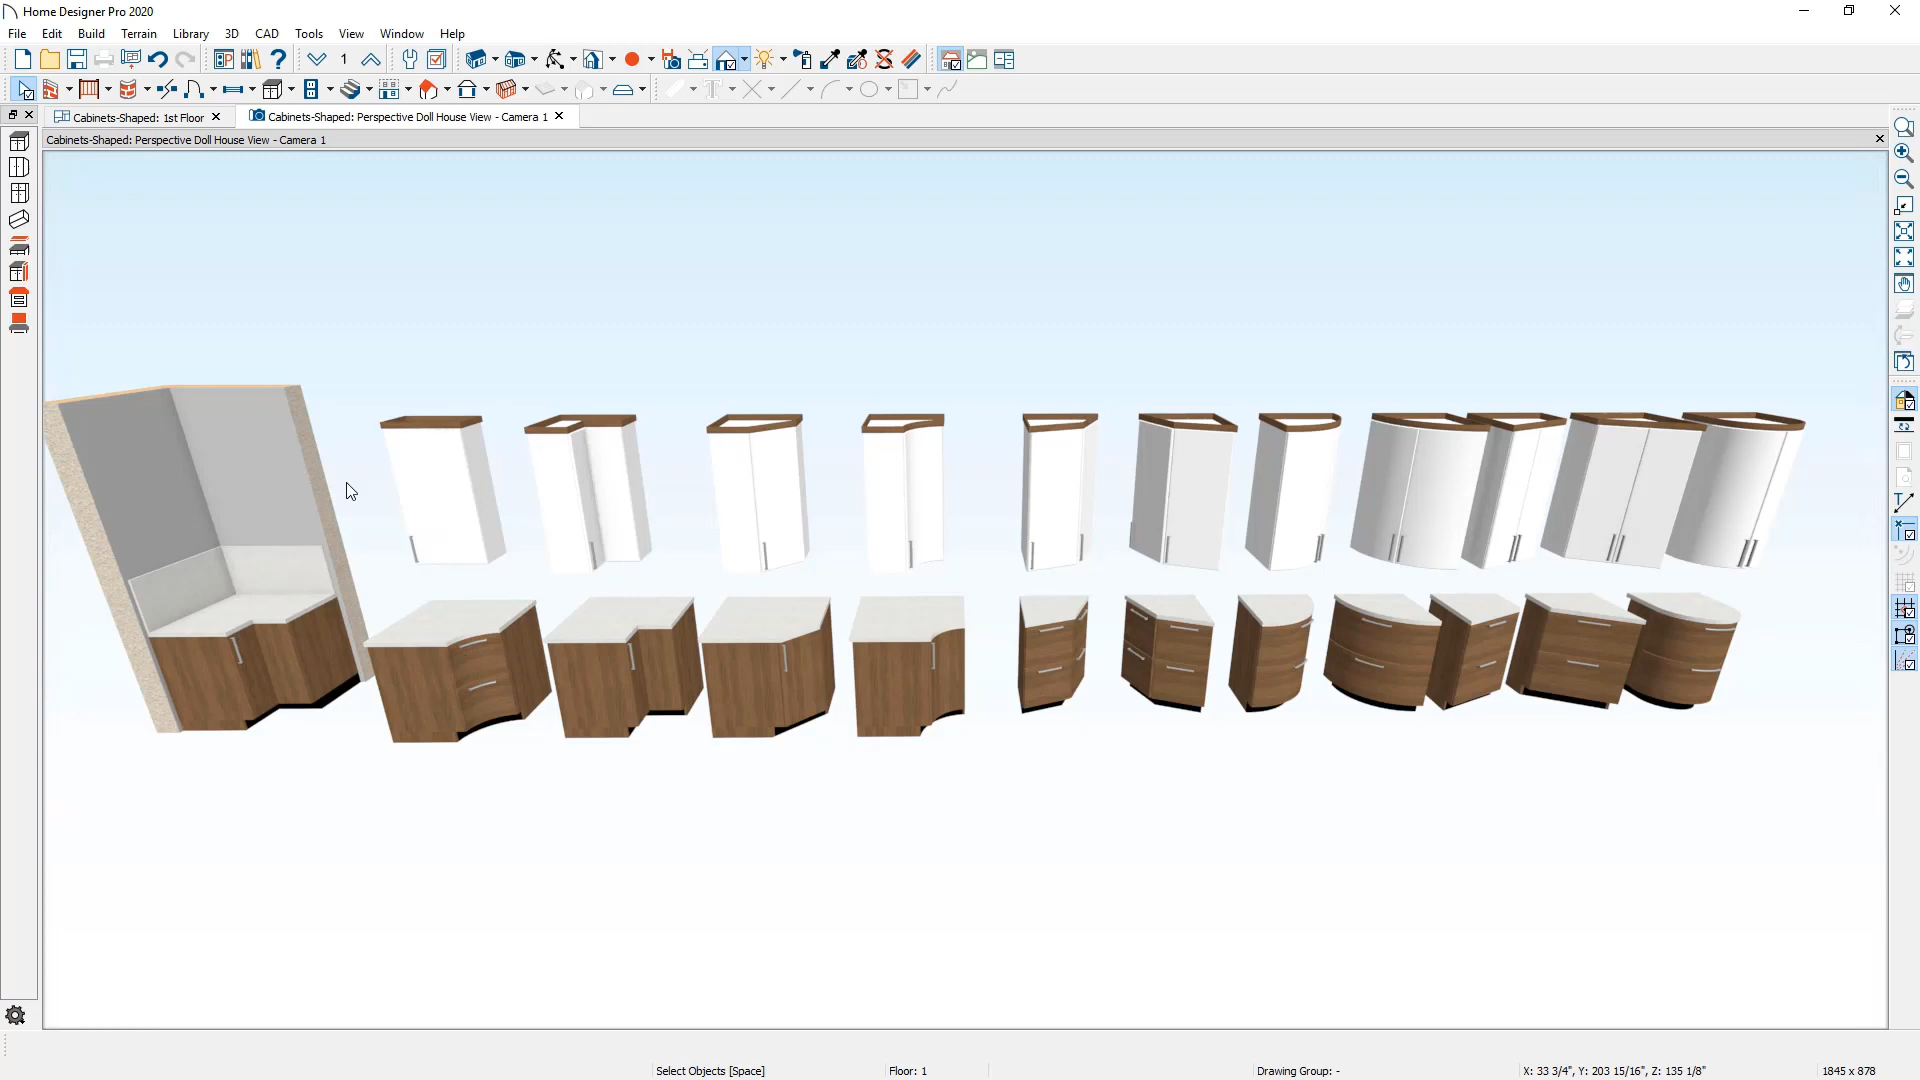 Home Designer Pro 2020
File Edit Build Terrain Library 3D CAD Tools View Window Help
1
Cabinets-Shaped: 1st Floor Cabinets-Shaped: Perspective Doll House View - Camera 1
Cabinets-Shaped: Perspective Doll House View - Camera 1
Select Objects [Space] Floor: 1 Drawing Group: - X: 33 3/4", Y: 203 15/16", Z: 135 1/8" 1845 x 878